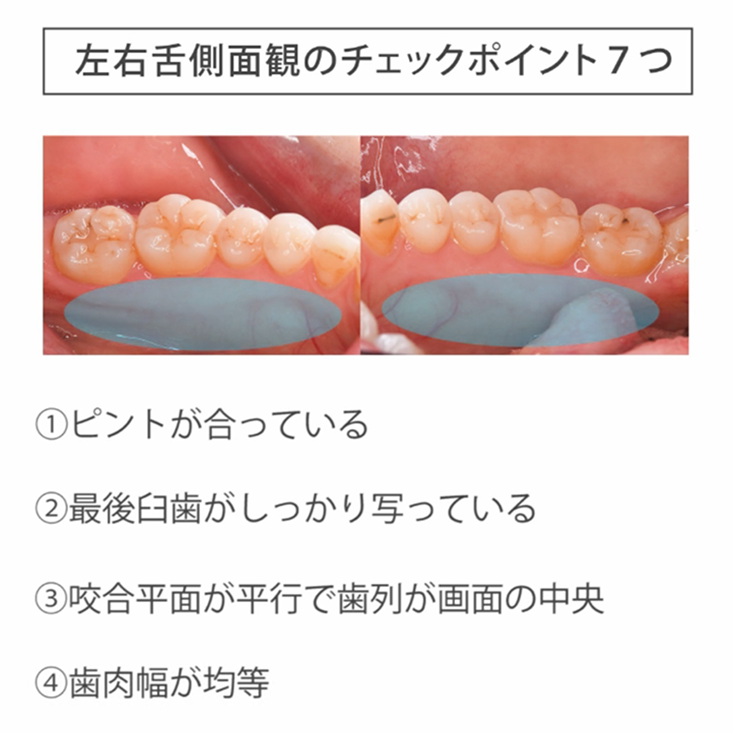 左右舌側面観のチェックポイント7つ
①ピントが合っている
②最後臼歯がしっかり写っている
③咬合平面が平行で歯列が画面の中央
④歯肉幅が均等